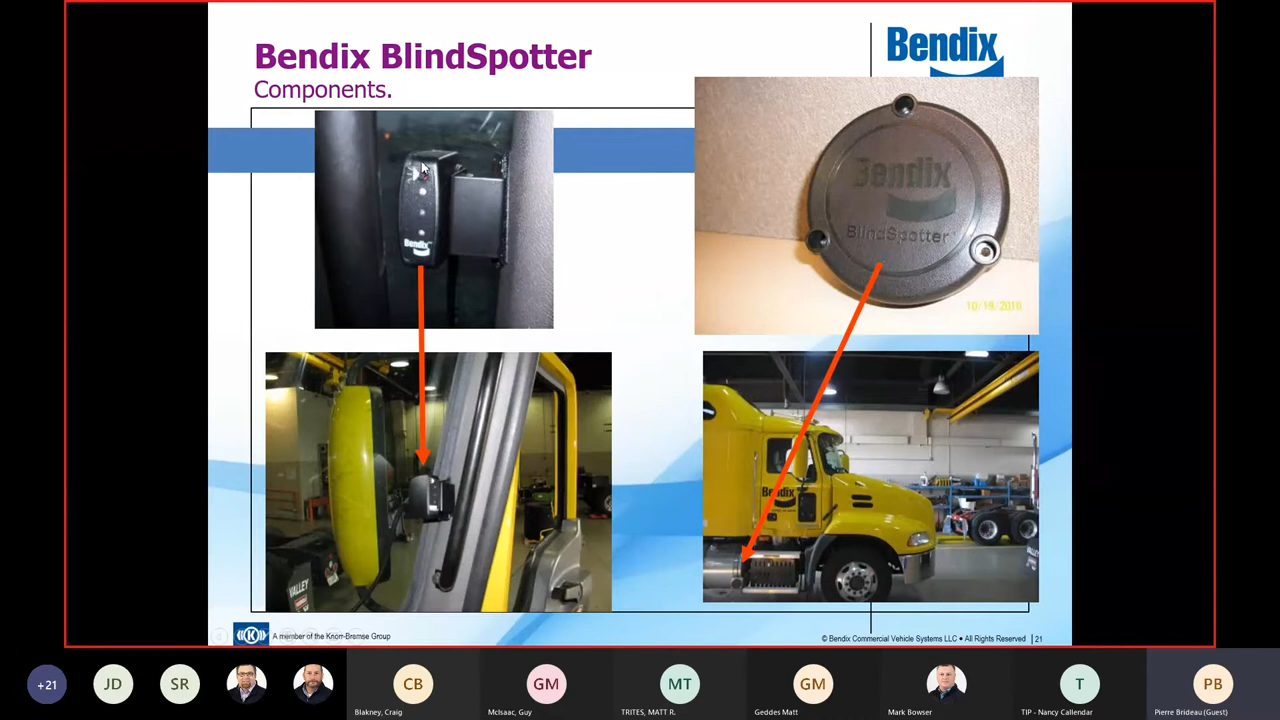 Bendix BlindSpotter
Components.
Bendix
Bendix
Bendix
BlindSpotter
10/19/2010
VALLEY
Bendix
VALLEY
A member of the Knorr-Bremse Group
© Bendix Commercial Vehicle Systems LLC • All Rights Reserved | 21
+21
JD
SR
CB
Blakney, Craig
GM
McIsaac, Guy
MT
TRITES, MATT R.
GM
Geddes Matt
Mark Bowser
T
TIP - Nancy Callendar
PB
Pierre Brideau (Guest)